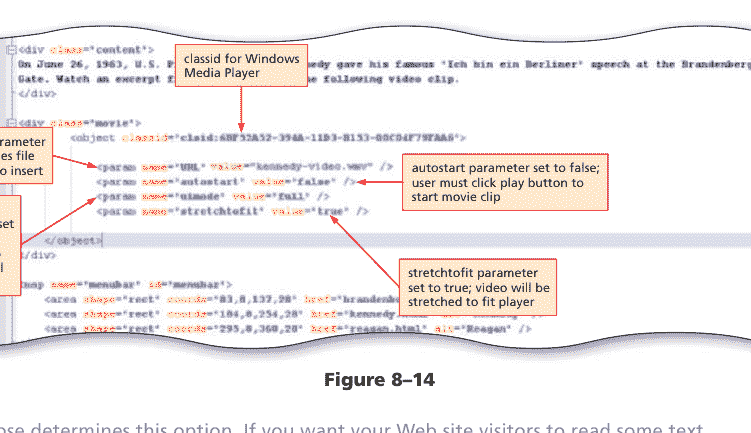 <div class="content">
On June 26, 1963, U.S. P
nedy gave his famous 'Ich bin ein Berliner' speech at the Brandenberg
Gate. Watch an excerpt f
e following video clip.
</div>
classid for Windows
Media Player
<div class="movie">
<object classid="clsid:6BF52A52-394A-11D3-B153-00C04F79FAA6">
arameter
es file
o insert
<param name="URL" value="kennedy-video.wmv" />
<param name="autostart" value="false" />
<param name="uimode" value="full" />
<param name="stretchtofit" value="true" />
autostart parameter set to false;
user must click play button to
start movie clip
set
</object>
</div>
stretchtofit parameter
set to true; video will be
stretched to fit player
map name="menubar" id="menubar">
<area shape="rect" coords="83,8,137,28" href="brandenb
<area shape="rect" coords="184,8,254,28" href="kennedy.html"
<area shape="rect" coords="295,8,360,28" href="reagan.html" alt="Reagan" />
Figure 8–14
ose determines this option. If you want your Web site visitors to read some text